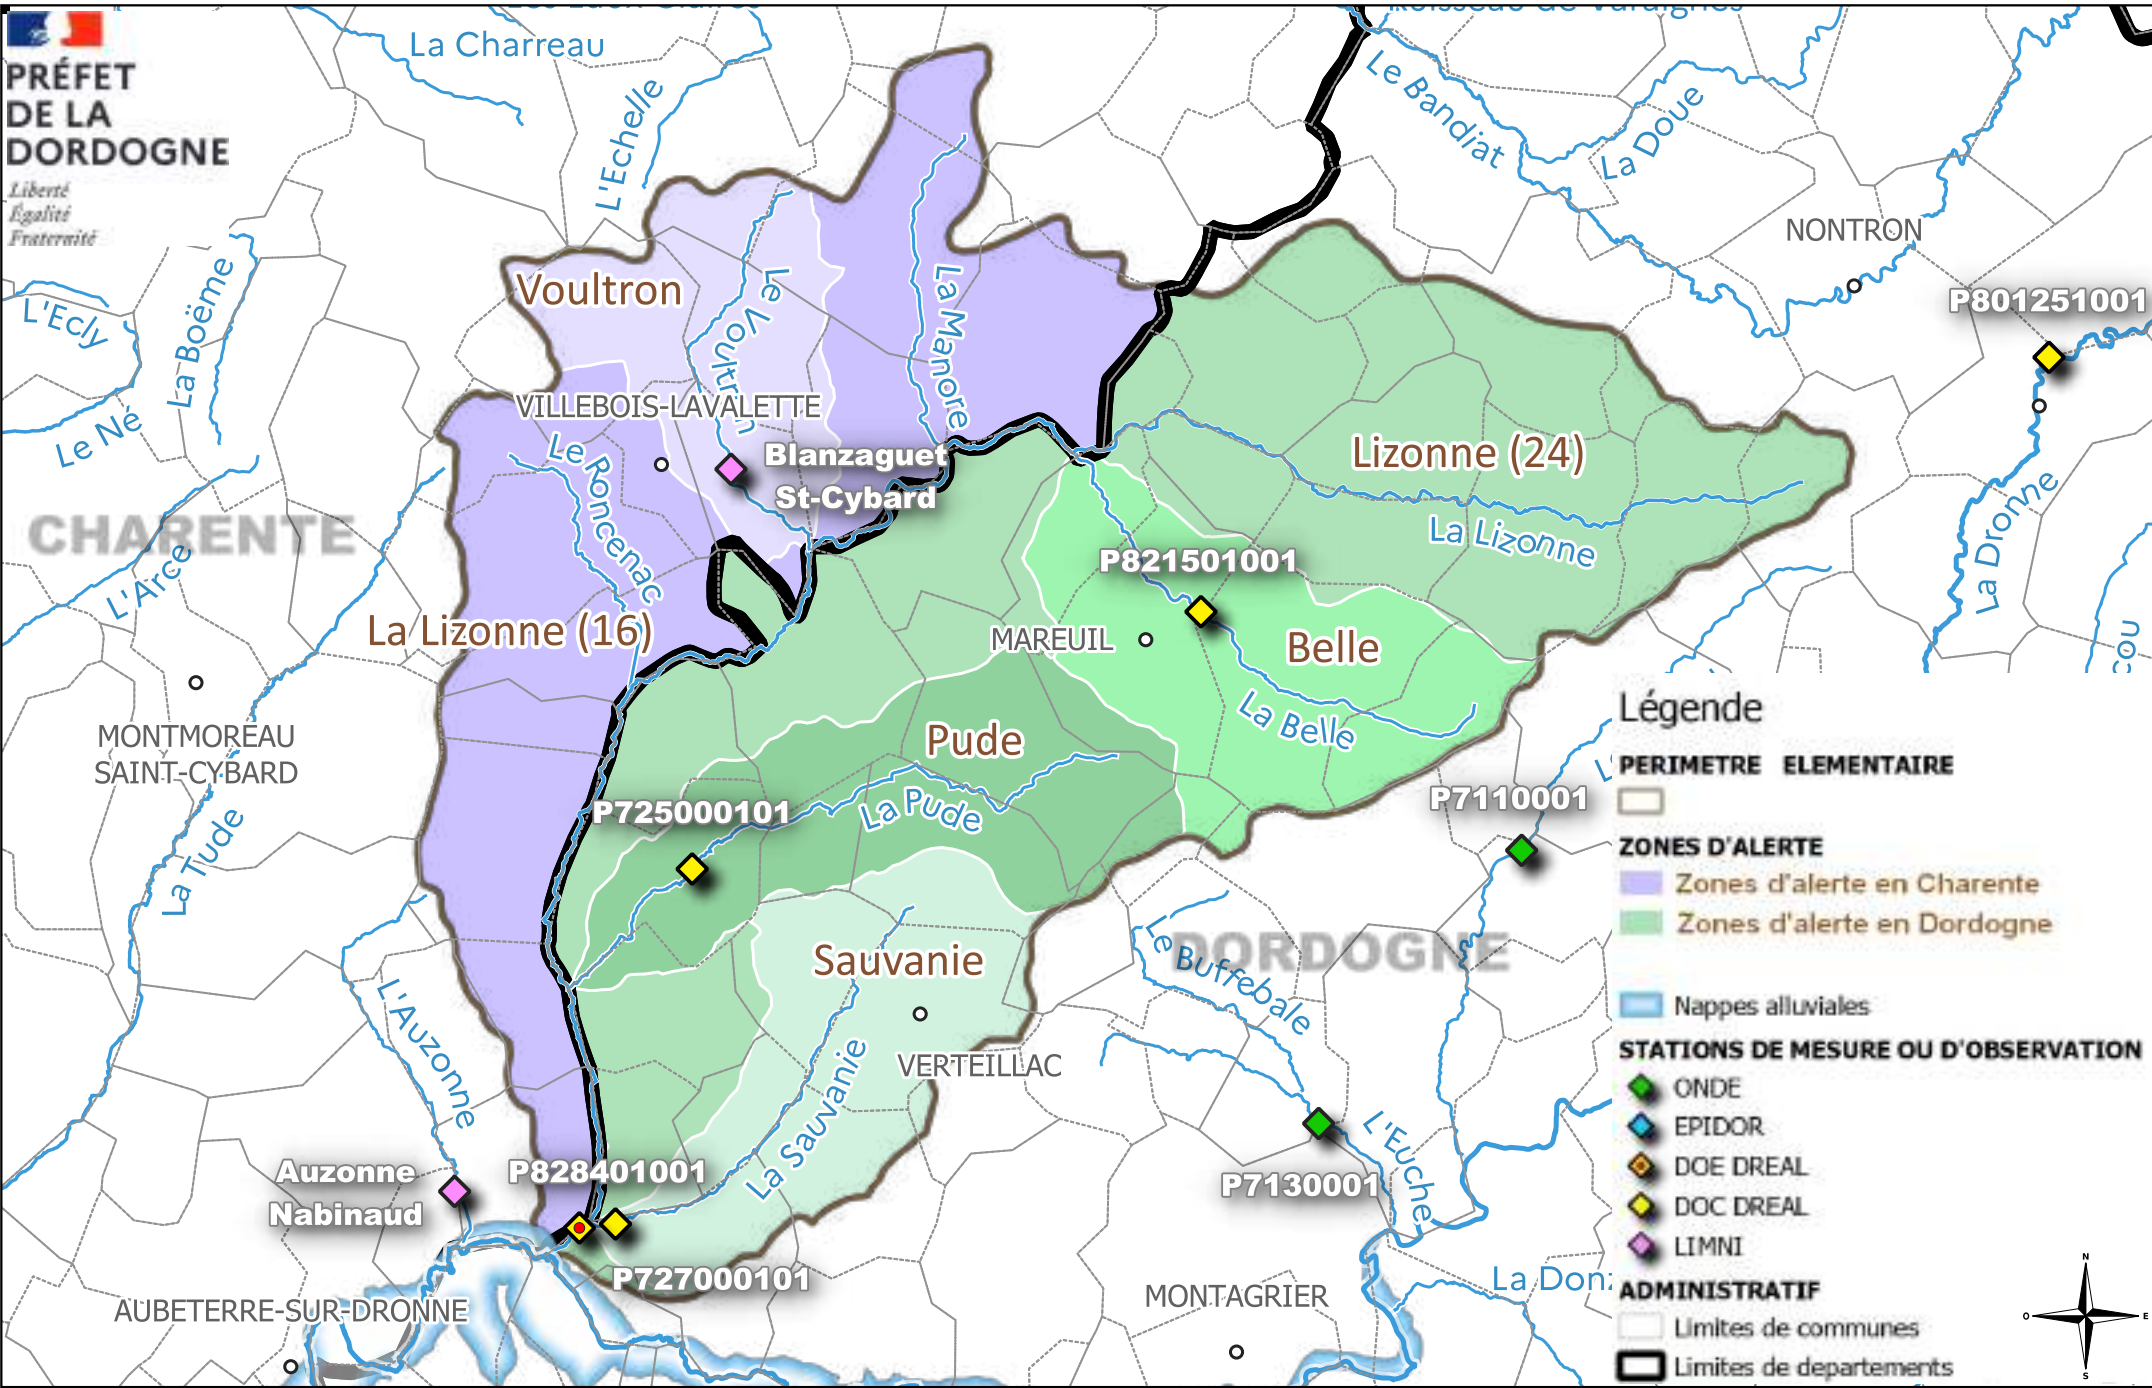 PRÉFET
DE LA
DORDOGNE
Liberté
Égalité
Fraternité
La Charreau
L'Echelle
Le Bandiat
La Doue
NONTRON
P801251001
L'Ecly
La Boëme
Le Né
Voultron
Le Voultron
La Manore
VILLEBOIS-LAVALETTE
Le Roncenac
Blanzaguet
St-Cybard
Lizonne (24)
La Lizonne
CHARENTE
L'Arce
La Lizonne (16)
P821501001
MAREUIL
Belle
La Belle
La Dronne
MONTMOREAU
SAINT-CYBARD
La Tude
Pude
La Pude
P725000101
P7110001
Sauvanie
La Sauvanie
VERTEILLAC
DORDOGNE
Le Buffebale
L'Auzonne
Auzonne
Nabinaud
P828401001
P727000101
P7130001
L'Euche
MONTAGRIER
AUBETERRE-SUR-DRONNE
La Donz
Légende
PERIMETRE ELEMENTAIRE
ZONES D'ALERTE
Zones d'alerte en Charente
Zones d'alerte en Dordogne
Nappes alluviales
STATIONS DE MESURE OU D'OBSERVATION
ONDE
EPIDOR
DOE DREAL
DOC DREAL
LIMNI
ADMINISTRATIF
Limites de communes
Limites de departements
N
O
E
S